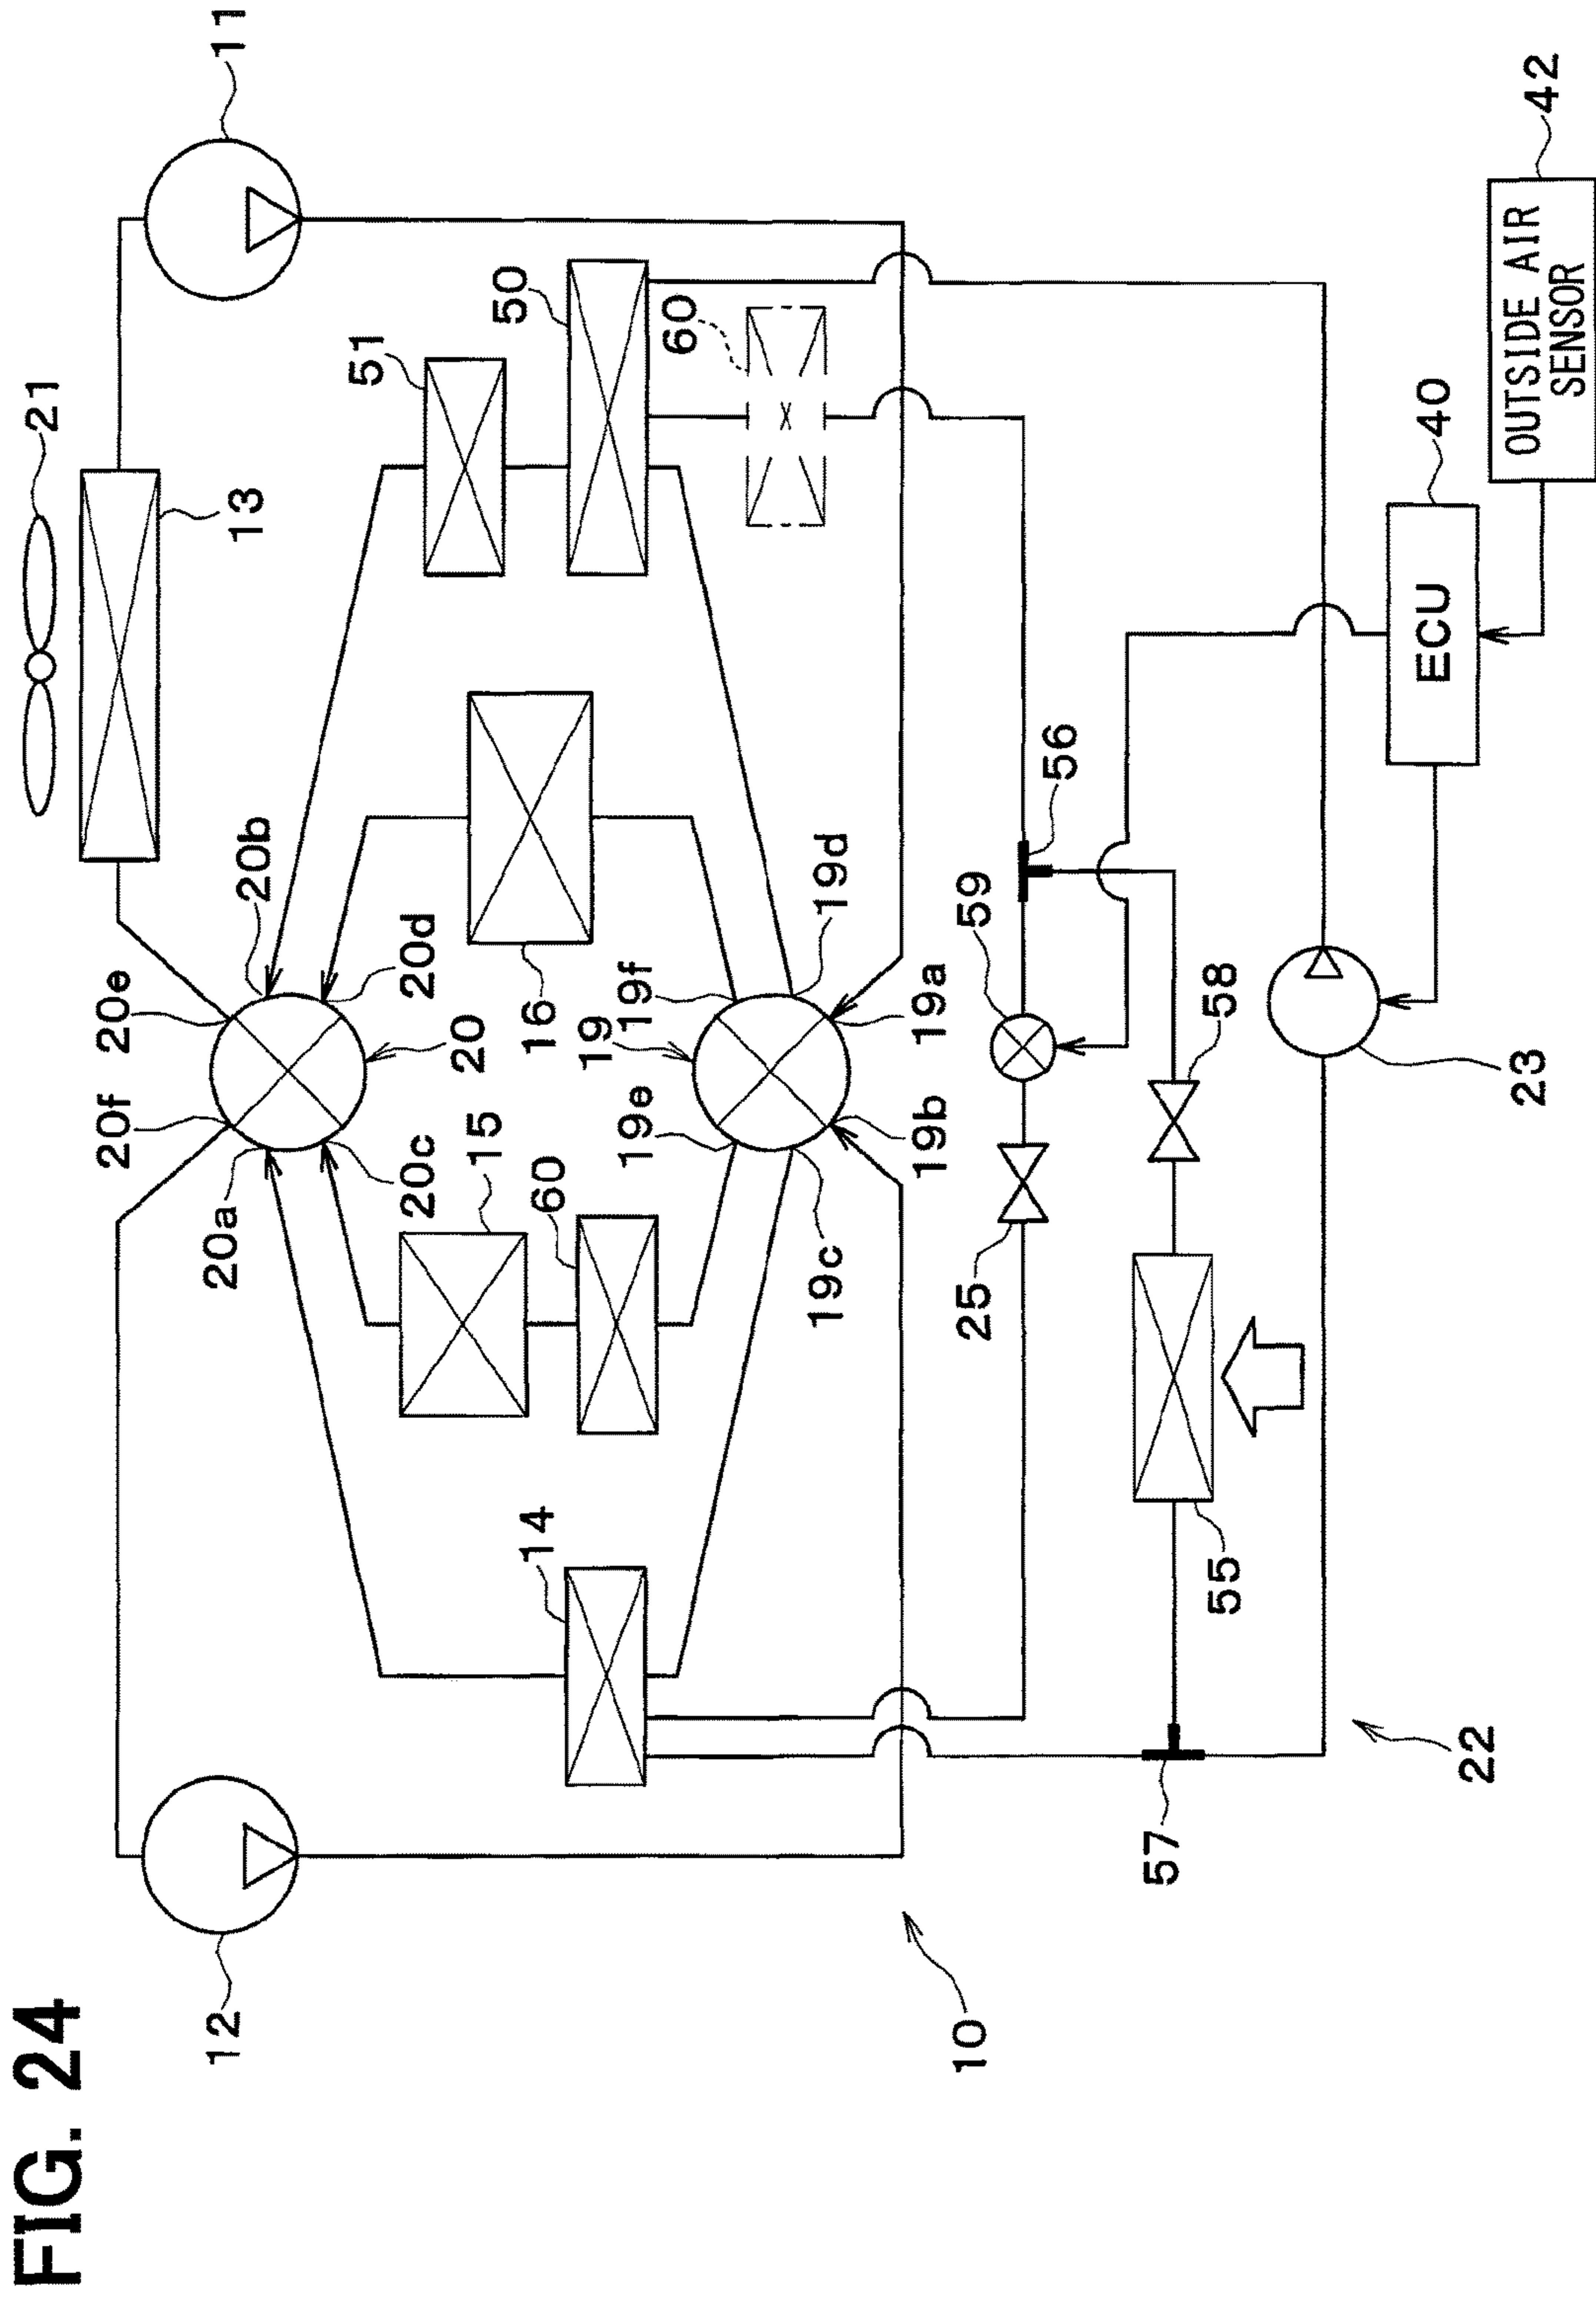 FIG. 24
21
13
11
12
20e
20b
20f
20d
20a
20
20c
51
50
60
16
15
60
14
19
19f
19d
19e
19a
19b
19c
59
56
25
58
55
57
23
22
10
40
ECU
42
OUTSIDE AIR
SENSOR